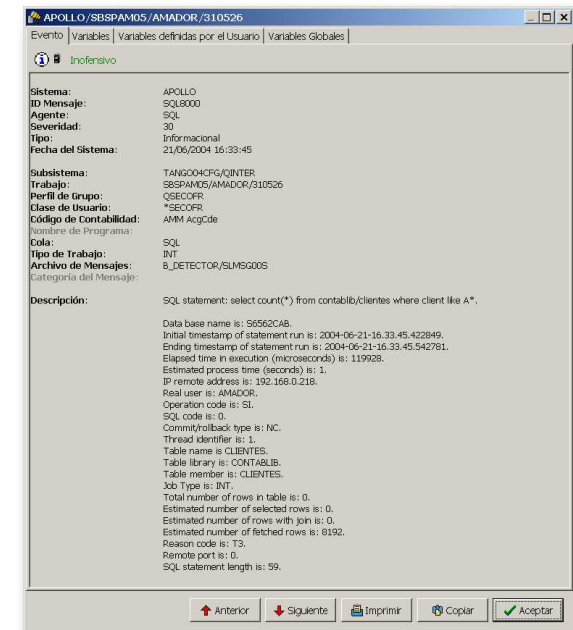 APOLLO/SBSPAM05/AMADOR/310526
Evento Variables Variables definidas por el Usuario Variables Globales
Inofensivo
Sistema: APOLLO
ID Mensaje: SQL8000
Agente: SQL
Severidad: 30
Tipo: Informacional
Fecha del Sistema: 21/06/2004 16:33:45
Subsistema: TANGO04CFG/QINTER
Trabajo: SBSPAM05/AMADOR/310526
Perfil de Grupo: QSECOFR
Clase de Usuario: *SECOFR
Código de Contabilidad: AMM AcgCde
Nombre de Programa:
Cola: SQL
Tipo de Trabajo: INT
Archivo de Mensajes: B_DETECTOR/SLMSG00S
Categoría del Mensaje:
Descripción: SQL statement: select count(*) from contablib/clientes where client like A*.
Data base name is: S6562CAB.
Initial timestamp of statement run is: 2004-06-21-16.33.45.422849.
Ending timestamp of statement run is: 2004-06-21-16.33.45.542781.
Elapsed time in execution (microseconds) is: 119928.
Estimated process time (seconds) is: 1.
IP remote address is: 192.168.0.218.
Real user is: AMADOR.
Operation code is: SI.
SQL code is: 0.
Commit/rollback type is: NC.
Thread identifier is: 1.
Table name is CLIENTES.
Table library is: CONTABLIB.
Table member is: CLIENTES.
Job Type is: INT.
Total number of rows in table is: 0.
Estimated number of selected rows is: 0.
Estimated number of rows with join is: 0.
Estimated number of fetched rows is: 8192.
Reason code is: T3.
Remote port is: 0.
SQL statement length is: 59.
Anterior Siguiente Imprimir Copiar Aceptar